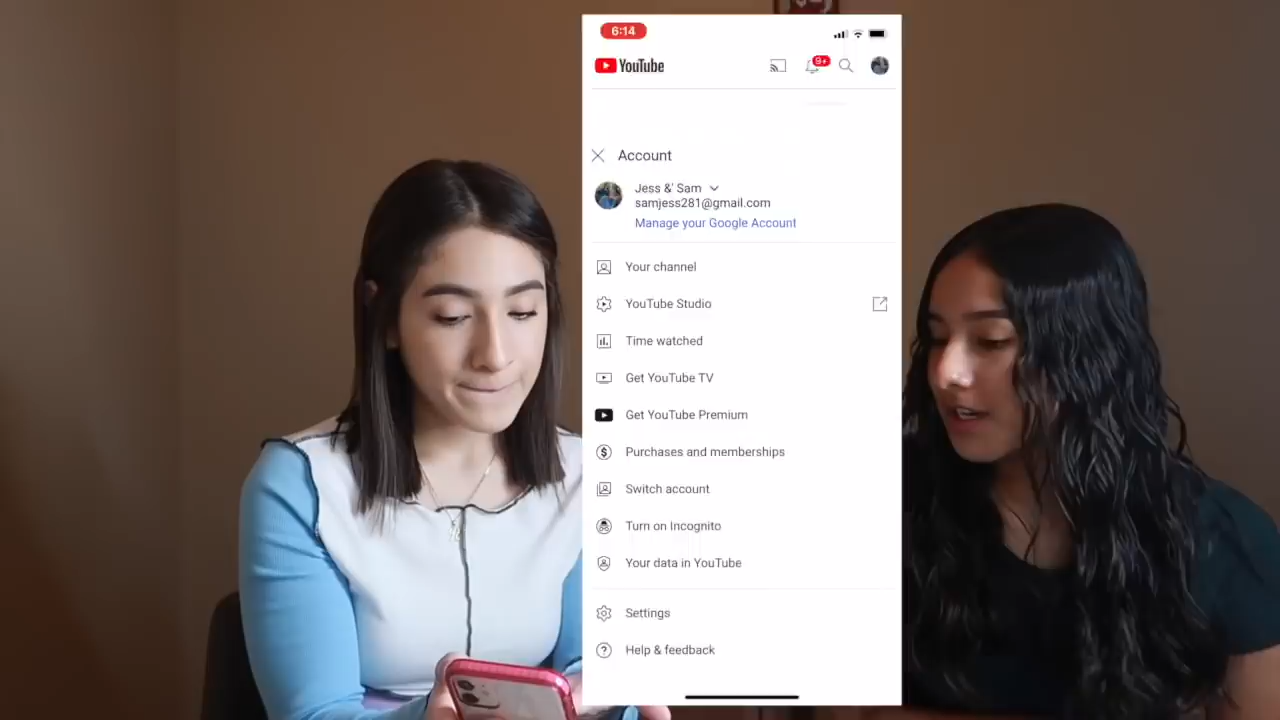 6:14
YouTube
9+
Account
Jess &' Sam
samjess281@gmail.com
Manage your Google Account
Your channel
YouTube Studio
Time watched
Get YouTube TV
Get YouTube Premium
Purchases and memberships
Switch account
Turn on Incognito
Your data in YouTube
Settings
Help & feedback